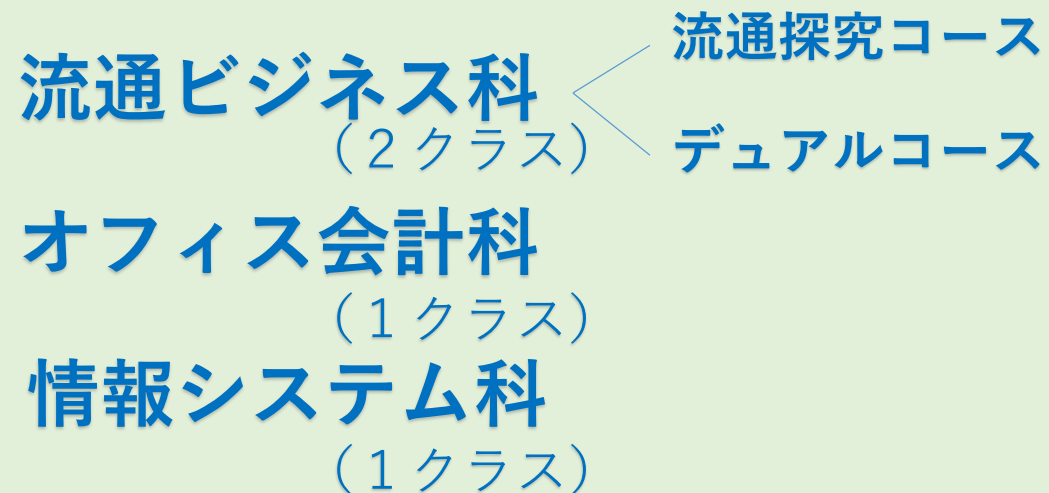 流通ビジネス科
（２クラス）
流通探究コース
デュアルコース
オフィス会計科
（１クラス）
情報システム科
（１クラス）